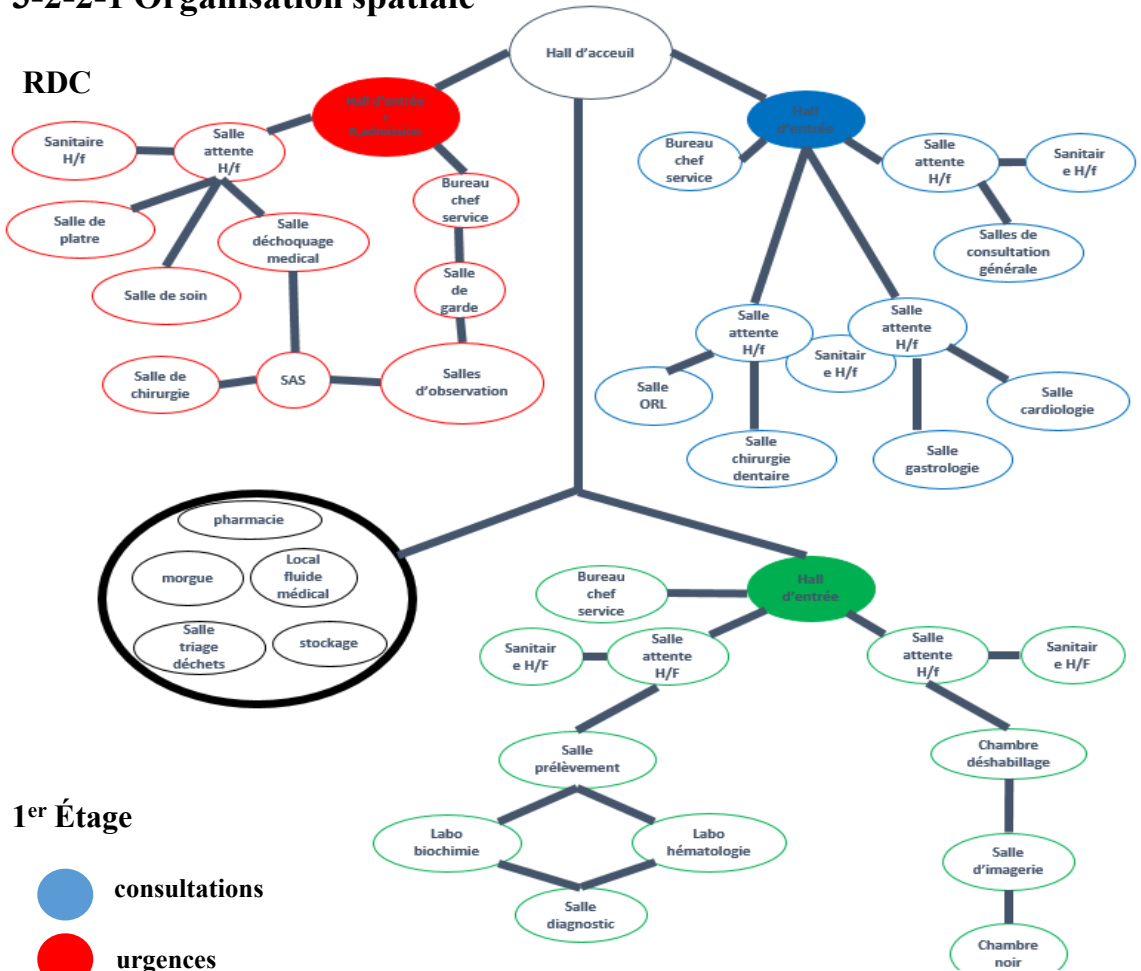 3-2-2-1 Organisation spatiale
Hall d’acceuil
RDC
Hall d’entrée
+
R,admission
Sanitaire
H/f
Salle
attente
H/f
Salle de
platre
Salle
déchoquage
medical
Salle de soin
Bureau
chef
service
Salle
de
garde
Salle de
chirurgie
SAS
Salles
d’observation
Hall
d’entrée
Bureau
chef
service
Salle
attente
H/f
Sanitair
e H/f
Salles de
consultation
générale
Salle
attente
H/f
Sanitair
e H/f
Salle
attente
H/f
Salle
ORL
Salle
chirurgie
dentaire
Salle
gastrologie
Salle
cardiologie
pharmacie
morgue
Local
fluide
médical
Salle
triage
déchets
stockage
Hall
d’entrée
Bureau
chef
service
Sanitair
e H/F
Salle
attente
H/F
Salle
attente
H/f
Sanitair
e H/F
Salle
prélèvement
Labo
biochimie
Labo
hématologie
Salle
diagnostic
Chambre
déshabillage
Salle
d’imagerie
Chambre
noir
1er Étage
consultations
urgences